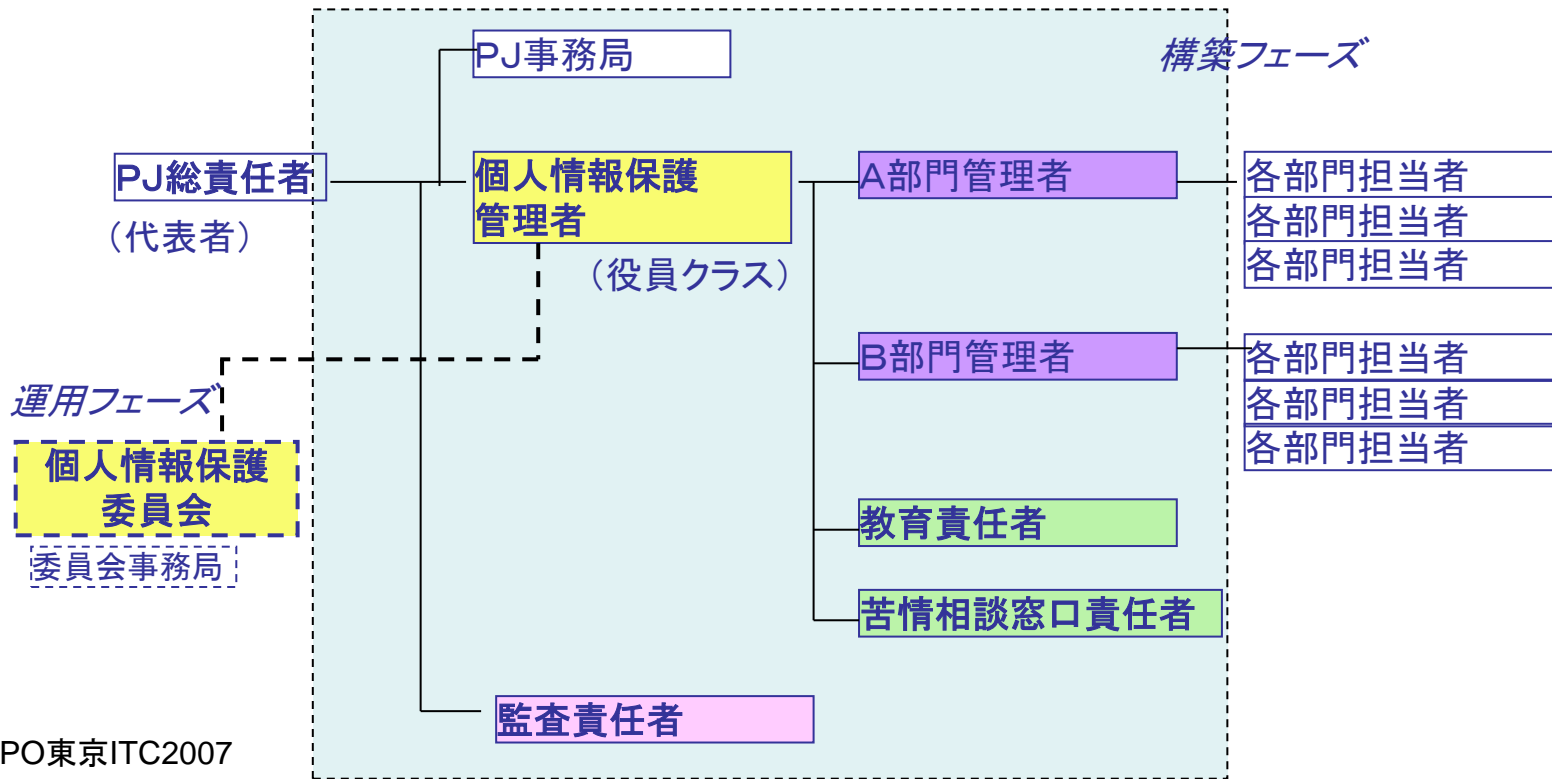 PJ事務局
構築フェーズ
PJ総責任者
(代表者)
個人情報保護
管理者
(役員クラス)
A部門管理者
各部門担当者
各部門担当者
各部門担当者
B部門管理者
各部門担当者
各部門担当者
各部門担当者
運用フェーズ
個人情報保護
委員会
委員会事務局
教育責任者
苦情相談窓口責任者
監査責任者
PO東京ITC2007